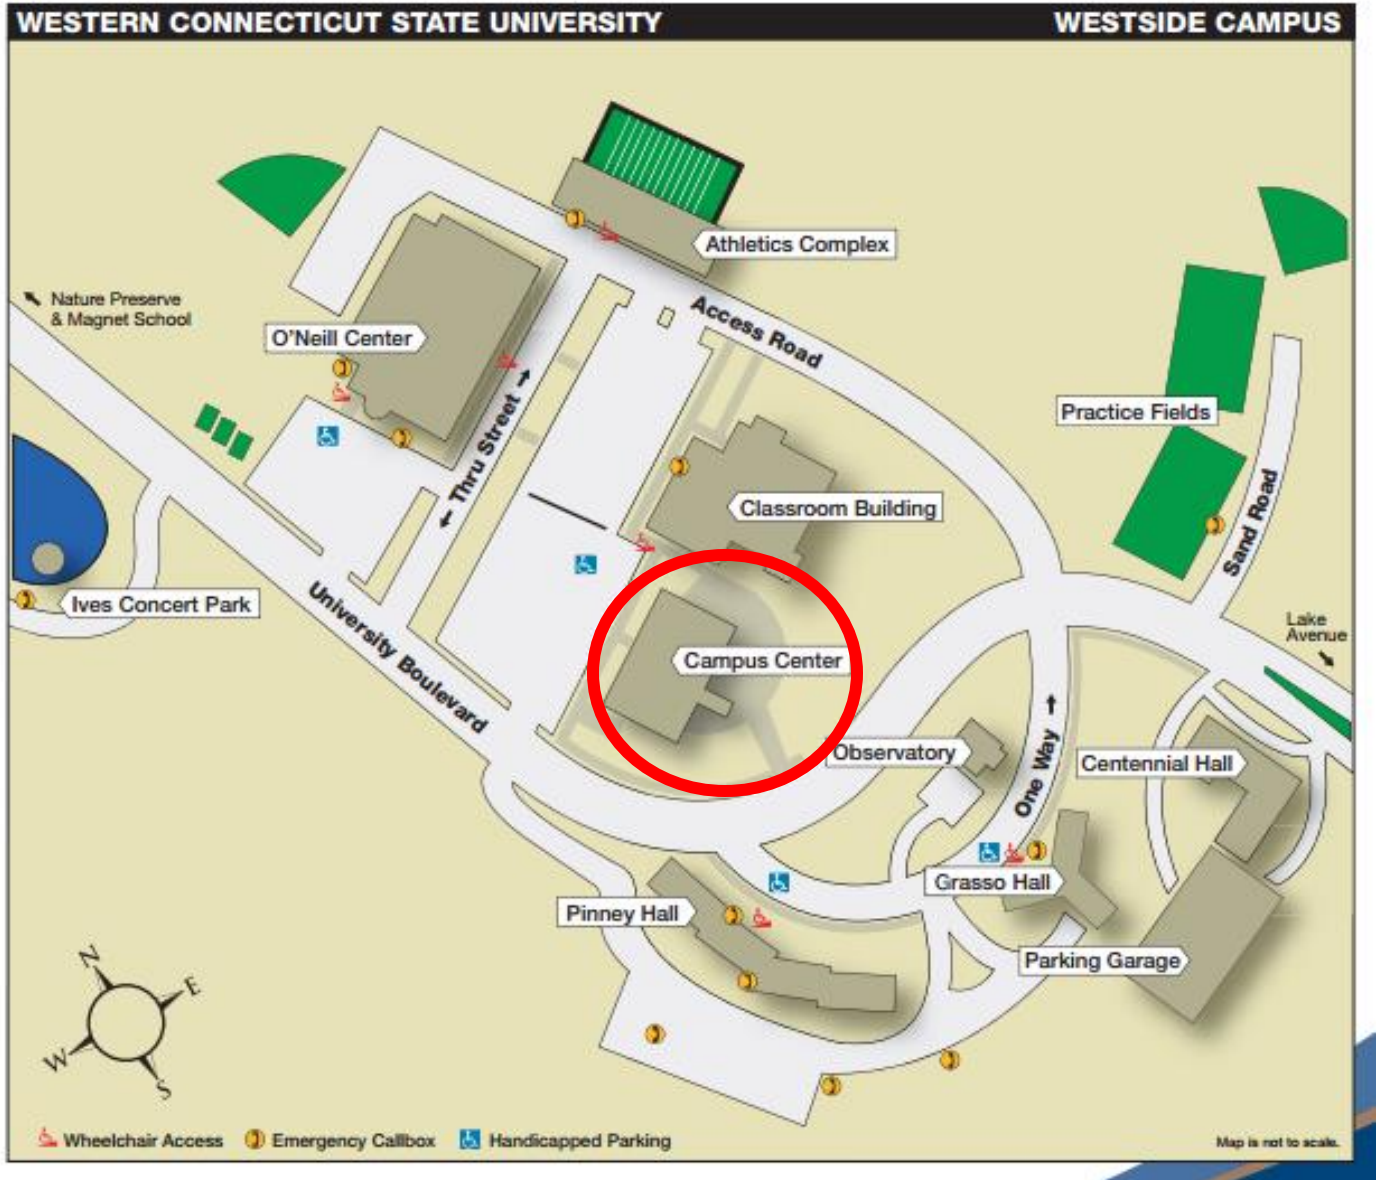 WESTERN CONNECTICUT STATE UNIVERSITY
WESTSIDE CAMPUS
Athletics Complex
Nature Preserve
& Magnet School
O'Neill Center
Access Road
Practice Fields
Thru Street
Classroom Building
Sand Road
Ives Concert Park
University Boulevard
Lake
Avenue
Campus Center
Observatory
One Way
Centennial Hall
Grasso Hall
Pinney Hall
Parking Garage
N
E
W
S
Wheelchair Access
Emergency Callbox
Handicapped Parking
Map is not to scale.